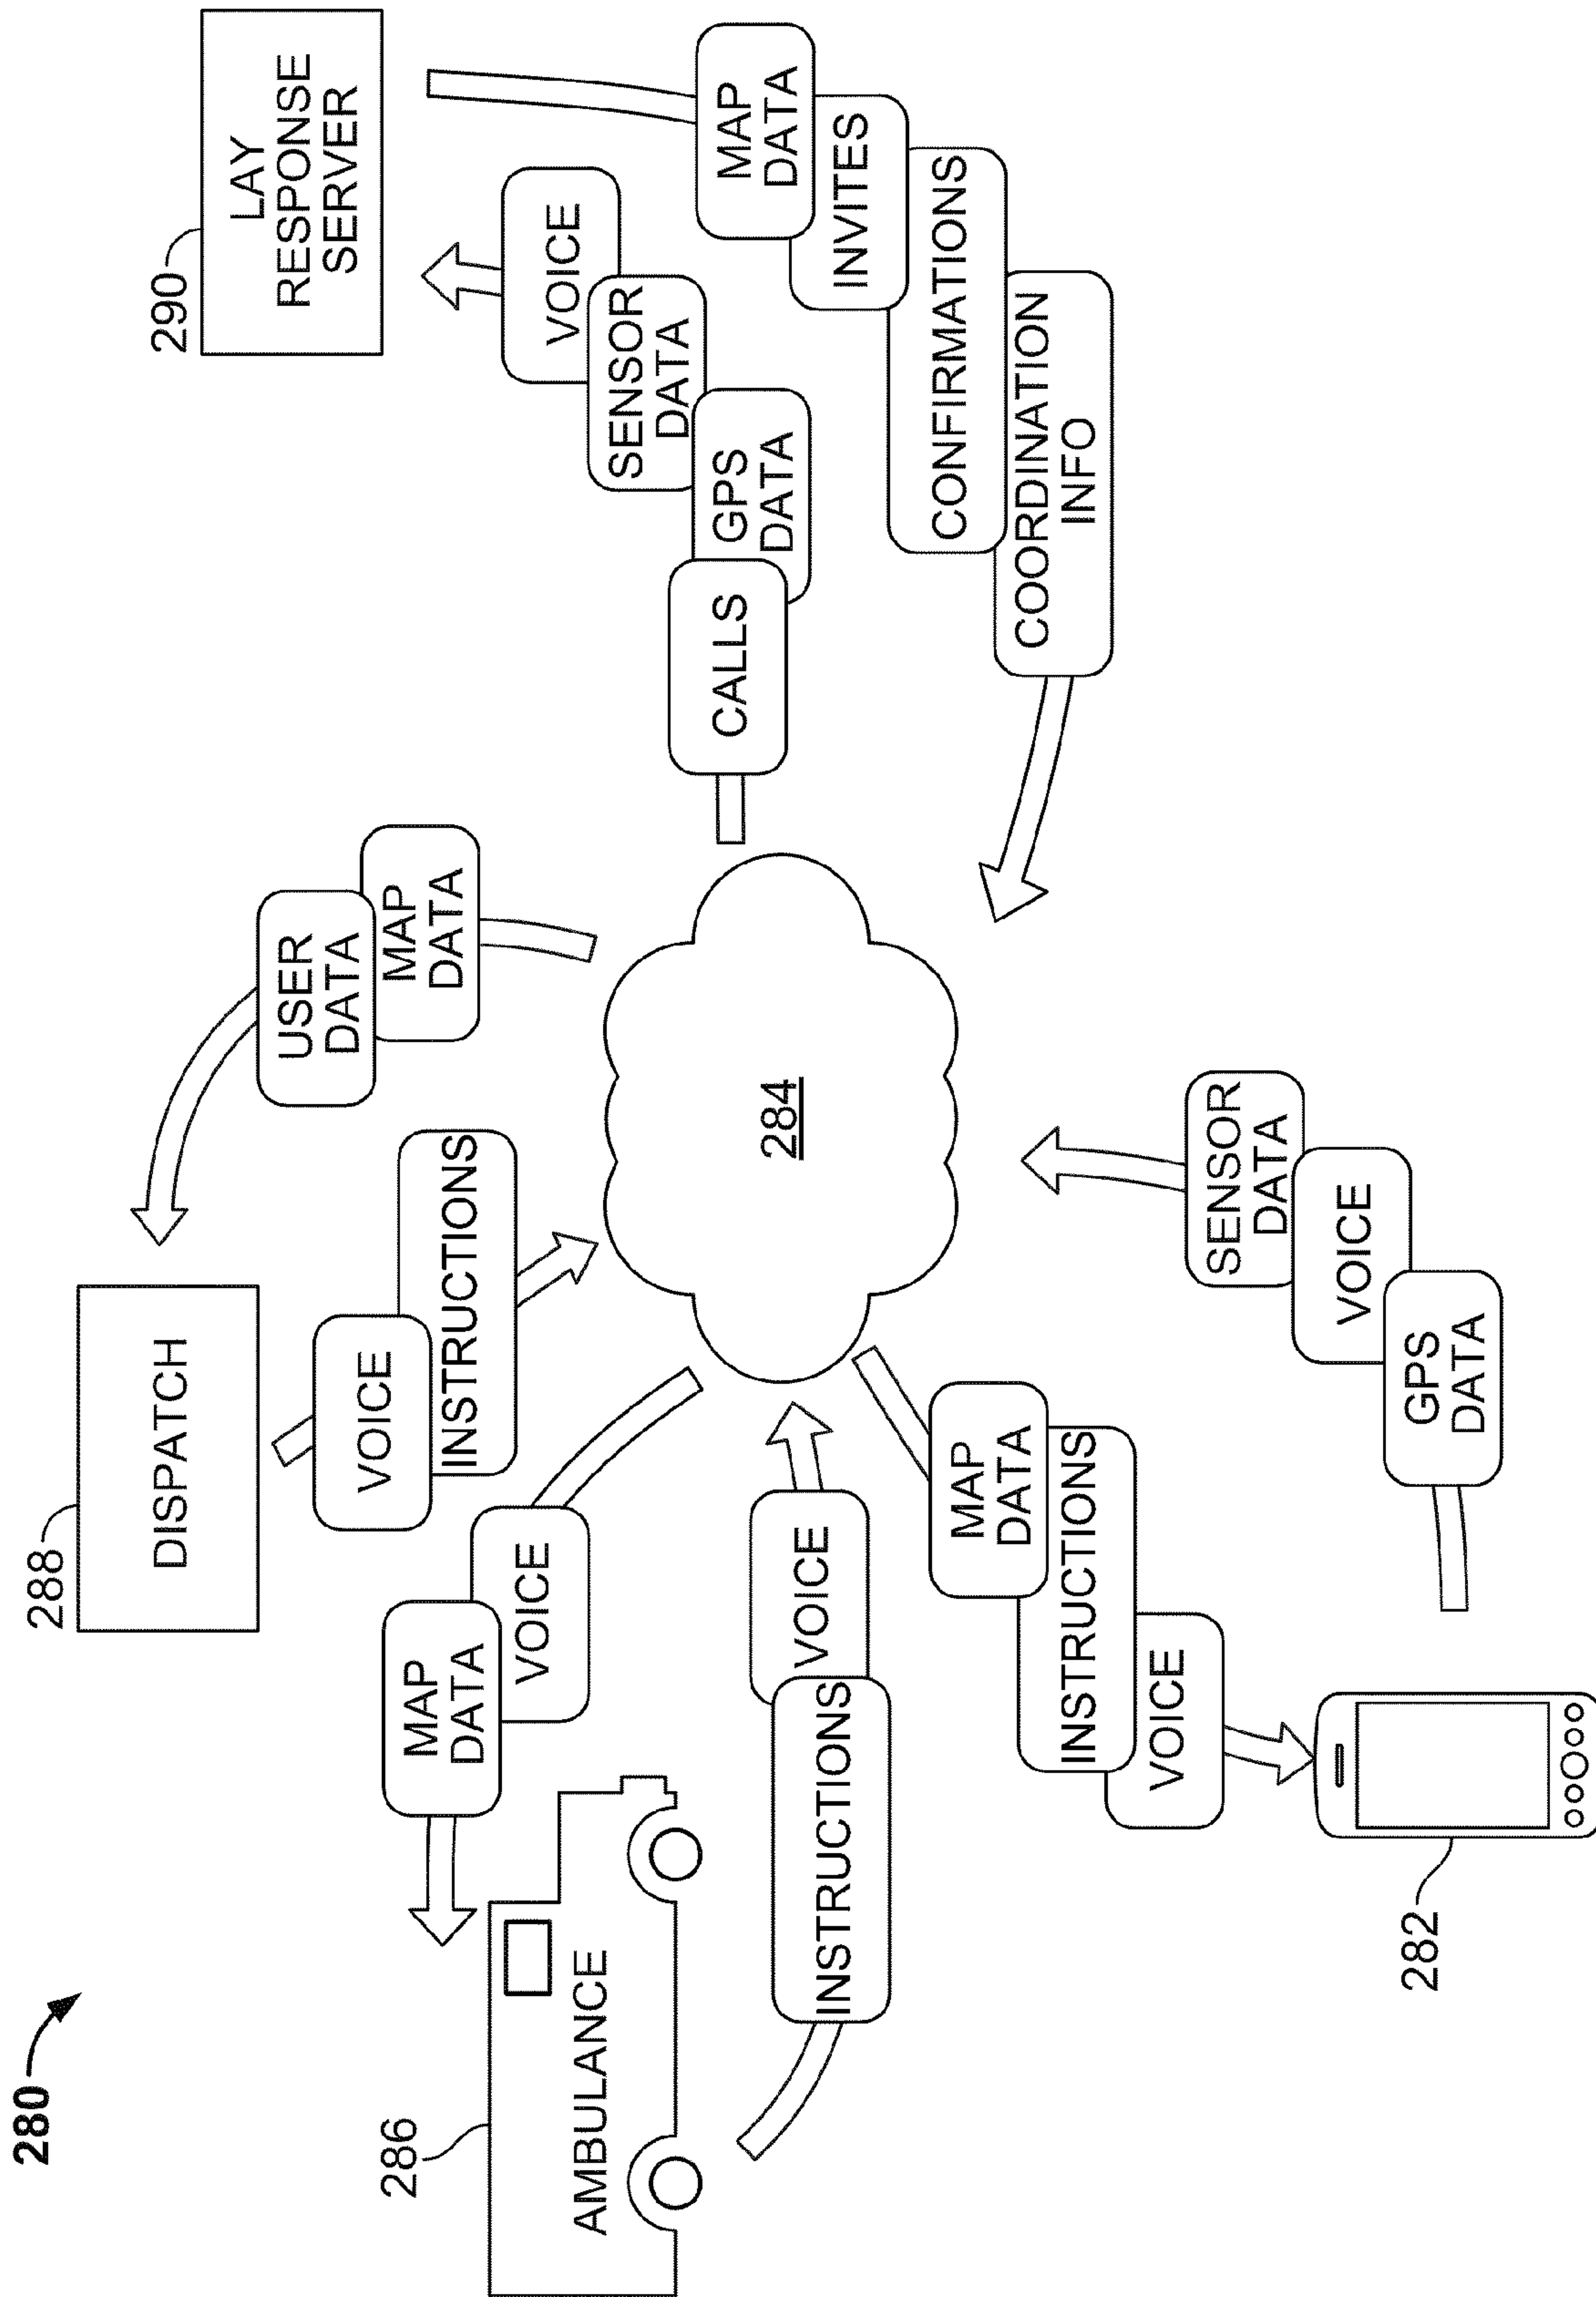 280
288
DISPATCH
290
LAY
RESPONSE
SERVER
USER
DATA
MAP
DATA
VOICE
INSTRUCTIONS
MAP
DATA
VOICE
286
AMBULANCE
VOICE
SENSOR
DATA
GPS
DATA
CALLS
MAP
DATA
INVITES
CONFIRMATIONS
COORDINATION
INFO
284
INSTRUCTIONS
VOICE
MAP
DATA
INSTRUCTIONS
VOICE
SENSOR
DATA
VOICE
GPS
DATA
282